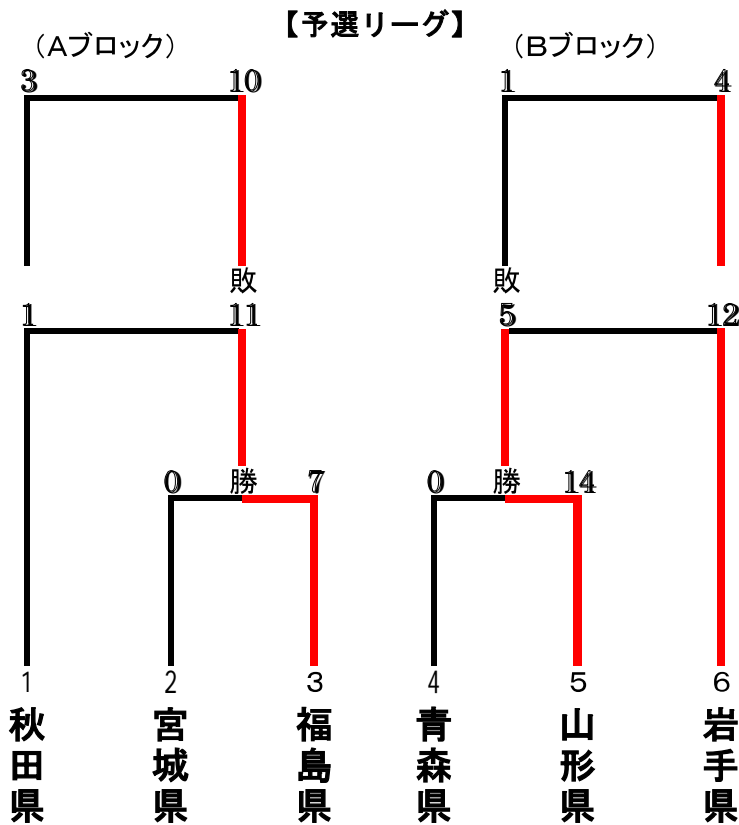 【予選リーグ】
（Aブロック）
（Bブロック）
3 10 1 4
敗 敗
1 11 5 12
0 勝 7 0 勝 14
1 2 3 4 5 6
秋田県
宮城県
福島県
青森県
山形県
岩手県